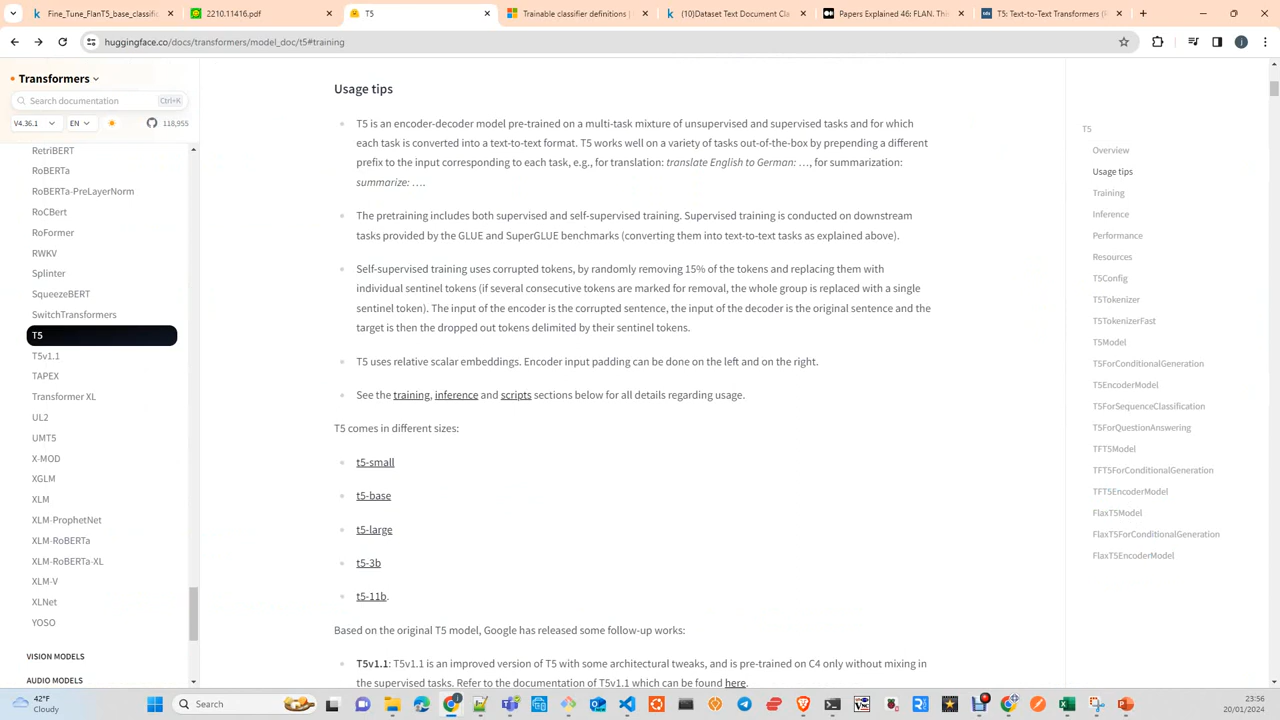 Fine_Tune_FlanT5_base_classific
2210.11416.pdf
T5
Trainable classifier definitions |
(10)Dataset Text Document Cla
Papers Explained 46: FLAN. Thi
T5: Text-to-Text Transformers (P
huggingface.co/docs/transformers/model_doc/t5#training
Transformers
Search documentation Ctrl+K
V4.36.1 EN 118,955
RetriBERT
RoBERTa
RoBERTa-PreLayerNorm
RoCBert
RoFormer
RWKV
Splinter
SqueezeBERT
SwitchTransformers
T5
T5v1.1
TAPEX
Transformer XL
UL2
UMT5
X-MOD
XGLM
XLM
XLM-ProphetNet
XLM-RoBERTa
XLM-RoBERTa-XL
XLM-V
XLNet
YOSO
VISION MODELS
AUDIO MODELS
Usage tips
T5 is an encoder-decoder model pre-trained on a multi-task mixture of unsupervised and supervised tasks and for which
each task is converted into a text-to-text format. T5 works well on a variety of tasks out-of-the-box by prepending a different
prefix to the input corresponding to each task, e.g., for translation: translate English to German: …, for summarization:
summarize: ….
The pretraining includes both supervised and self-supervised training. Supervised training is conducted on downstream
tasks provided by the GLUE and SuperGLUE benchmarks (converting them into text-to-text tasks as explained above).
Self-supervised training uses corrupted tokens, by randomly removing 15% of the tokens and replacing them with
individual sentinel tokens (if several consecutive tokens are marked for removal, the whole group is replaced with a single
sentinel token). The input of the encoder is the corrupted sentence, the input of the decoder is the original sentence and the
target is then the dropped out tokens delimited by their sentinel tokens.
T5 uses relative scalar embeddings. Encoder input padding can be done on the left and on the right.
See the training, inference and scripts sections below for all details regarding usage.
T5 comes in different sizes:
t5-small
t5-base
t5-large
t5-3b
t5-11b.
Based on the original T5 model, Google has released some follow-up works:
T5v1.1: T5v1.1 is an improved version of T5 with some architectural tweaks, and is pre-trained on C4 only without mixing in
the supervised tasks. Refer to the documentation of T5v1.1 which can be found here.
T5
Overview
Usage tips
Training
Inference
Performance
Resources
T5Config
T5Tokenizer
T5TokenizerFast
T5Model
T5ForConditionalGeneration
T5EncoderModel
T5ForSequenceClassification
T5ForQuestionAnswering
TFT5Model
TFT5ForConditionalGeneration
TFT5EncoderModel
FlaxT5Model
FlaxT5ForConditionalGeneration
FlaxT5EncoderModel
42°F
Cloudy
Search
23:56
20/01/2024